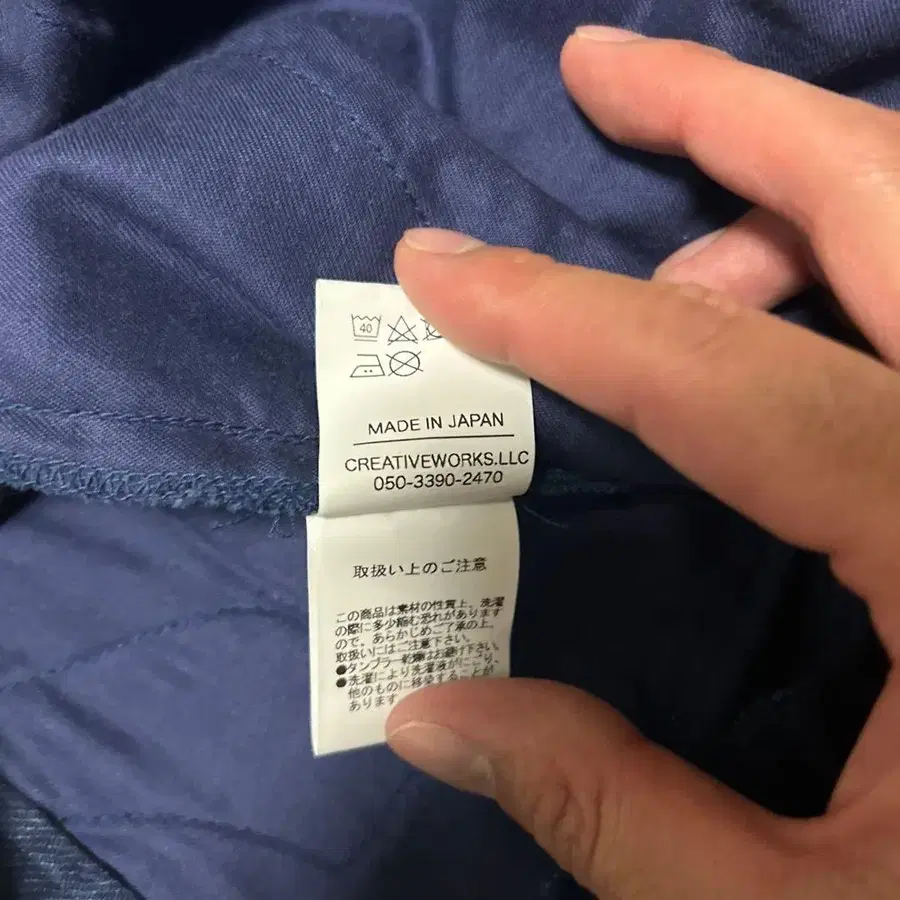 40
MADE IN JAPAN
CREATIVEWORKS.LLC
050-3390-2470
取扱い上のご注意
この商品は素材の性質上、洗濯
の際に多少縮む恐れがあります
ので、あらかじめご了承の上、
取扱いにはご注意下さい。
●タンブラー乾燥はお避け下さい。
●洗濯により洗濯液がにごり、
他のものに移染することが
あります